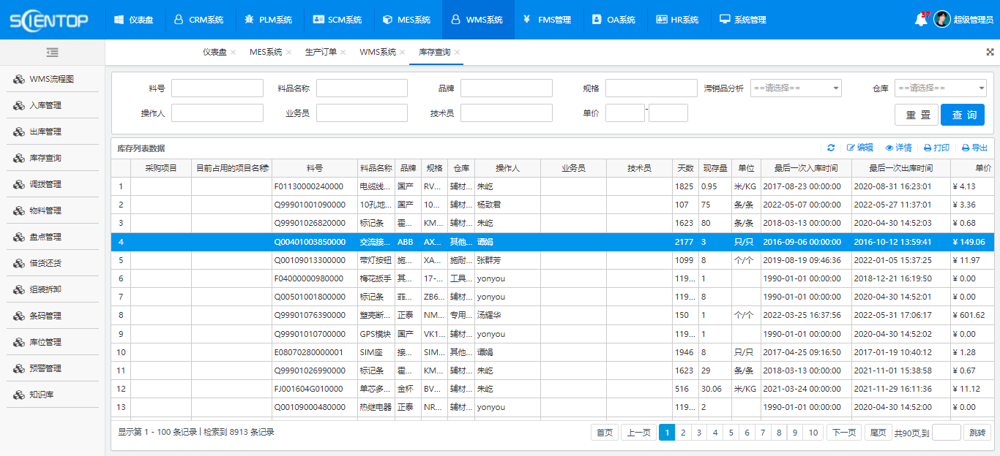 SCIENTOP 仪表盘 CRM系统 PLM系统 SCM系统 MES系统 WMS系统 FMS管理 OA系统 HR系统 系统管理 37 超级管理员
仪表盘 MES系统 生产订单 WMS系统 库存查询
WMS流程图
入库管理
出库管理
库存查询
调拨管理
物料管理
盘点管理
借货还货
组装拆卸
条码管理
库位管理
预警管理
知识库
料号 料品名称 品牌 规格 滞销品分析 ==请选择== 仓库 ==请选择==
操作人 业务员 技术员 单价 - 重置 查询
库存列表数据 编辑 详情 打印 导出
采购项目 目前占用的项目名称 料号 料品名称 品牌 规格 仓库 操作人 业务员 技术员 天数 现存量 单位 最后一次入库时间 最后一次出库时间 单价
1 F01130000240000 电缆线... 国产 RV... 辅材... 朱屹 1825 0.95 米/KG 2017-08-23 00:00:00 2020-08-31 16:23:01 ¥ 4.13
2 Q99901001090000 10孔地... 国产 10... 辅材... 杨致君 107 75 条/条 2022-05-07 00:00:00 2022-05-27 11:37:01 ¥ 3.36
3 Q99901026820000 标记条 霍... KM... 辅材... 朱屹 1623 80 条/条 2018-03-13 00:00:00 2020-04-30 14:52:03 ¥ 0.68
4 Q00401003850000 交流接... ABB AX... 其他... 谭娟 2177 3 只/只 2016-09-06 00:00:00 2016-10-12 13:59:41 ¥ 149.06
5 Q00109013300000 带灯按钮 施... XA... 施耐... 张群芳 1099 8 个/个 2019-08-19 09:46:36 2022-01-05 15:37:25 ¥ 11.97
6 F04000000980000 梅花扳手 其... 17-... 工具... yonyou 119... 1 1990-01-01 00:00:00 2018-12-21 16:19:50 ¥ 0.00
7 Q00501001800000 标记条 菲... ZB6... 辅材... yonyou 119... 8 1990-01-01 00:00:00 2020-04-30 14:52:01 ¥ 0.00
8 Q99901076390000 塑壳断... 正泰 NM... 专用... 汤耀华 150 1 个/个 2022-03-25 16:37:56 2022-05-31 17:06:17 ¥ 601.62
9 Q99901010700000 GPS模块 国产 VK1... 辅材... yonyou 119... 1 1990-01-01 00:00:00 2020-04-30 14:52:02 ¥ 0.00
10 E08070280000001 SIM座 接... SIM... 其他... 谭娟 1946 8 只/只 2017-04-25 09:16:50 2017-01-19 10:40:12 ¥ 1.28
11 Q99901026990000 标记条 霍... KM... 辅材... 朱屹 1623 29 条/条 2018-03-13 00:00:00 2021-11-01 15:38:58 ¥ 0.67
12 FJ001604G010000 单芯多... 金杯 BV... 辅材... 朱屹 516 30.06 米/KG 2021-03-24 00:00:00 2021-11-29 16:11:36 ¥ 11.12
13 Q00109000480000 热继电器 正泰 NR... 辅材... yonyou 119... 2 1990-01-01 00:00:00 2020-04-30 14:52:00 ¥ 0.00
显示第 1 - 100 条记录 | 检索到 8913 条记录 首页 上一页 1 2 3 4 5 6 7 8 9 10 下一页 尾页 共90页,到 跳转